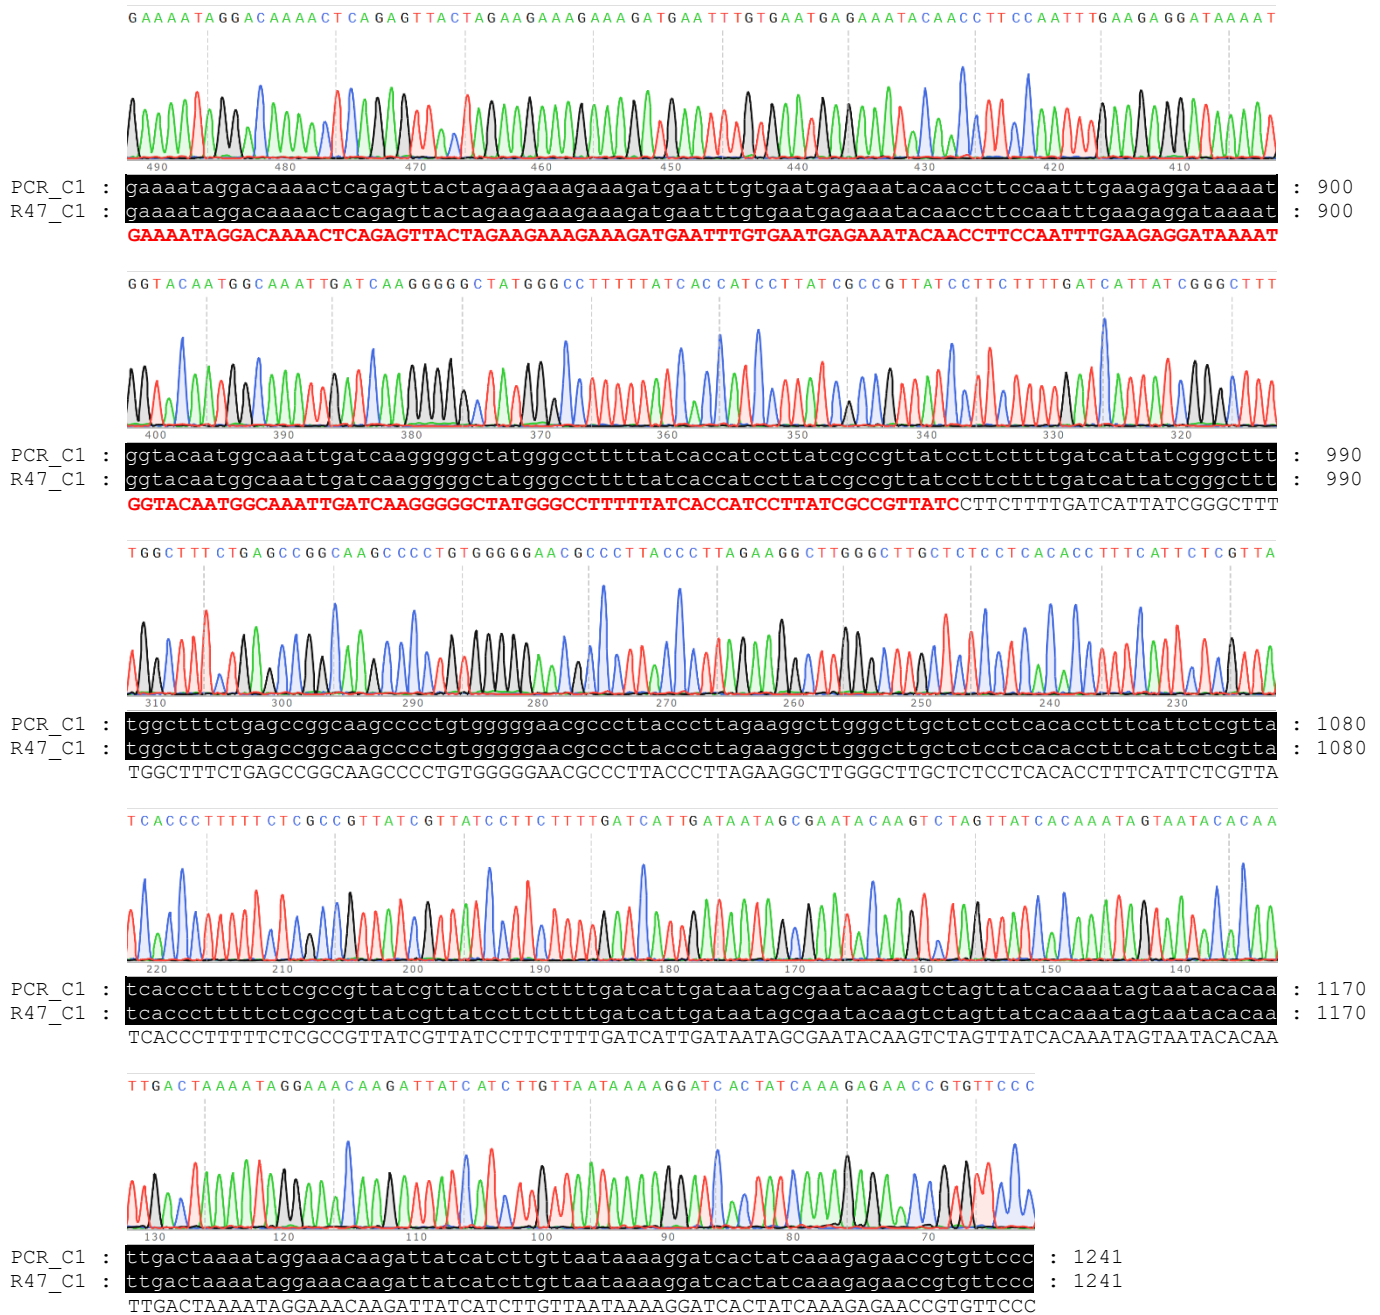 GAAAATAGGACAAAACTCAGAGTTACTAGAAGAAAGAAAGATGAATTTGTGAATGAGAAATACAACCTTCCAATTTGAAGAGGATAAAAT
490 480 470 460 450 440 430 420 410
PCR_C1 : gaaaataggacaaaactcagagttactagaagaaagaaagatgaatttgtgaatgagaaatacaaccttccaatttgaagaggataaaat : 900
R47_C1 : gaaaataggacaaaactcagagttactagaagaaagaaagatgaatttgtgaatgagaaatacaaccttccaatttgaagaggataaaat : 900
GAAAATAGGACAAAACTCAGAGTTACTAGAAGAAAGAAAGATGAATTTGTGAATGAGAAATACAACCTTCCAATTTGAAGAGGATAAAAT
GGTACAATGGCAAATTGATCAAGGGGGCTATGGGCCTTTTTATCACCATCCTTATCGCCGTTATCCTTCTTTTGATCATTATCGGGCTTT
400 390 380 370 360 350 340 330 320
PCR_C1 : ggtacaatggcaaattgatcaagggggctatgggcctttttatcaccatccttatcgccgttatccttcttttgatcattatcgggcttt : 990
R47_C1 : ggtacaatggcaaattgatcaagggggctatgggcctttttatcaccatccttatcgccgttatccttcttttgatcattatcgggcttt : 990
GGTACAATGGCAAATTGATCAAGGGGGCTATGGGCCTTTTTATCACCATCCTTATCGCCGTTATCCTTCTTTTGATCATTATCGGGCTTT
TGGCTTTCTGAGCCGGCAAGCCCCTGTGGGGGAACGCCCTTACCCTTAGAAGGCTTGGGCTTGCTCTCCTCACACCTTTCATTCTCGTTA
310 300 290 280 270 260 250 240 230
PCR_C1 : tggctttctgagccggcaagcccctgtgggggaacgcccttacccttagaaggcttgggcttgctctcctcacacctttcattctcgtta : 1080
R47_C1 : tggctttctgagccggcaagcccctgtgggggaacgcccttacccttagaaggcttgggcttgctctcctcacacctttcattctcgtta : 1080
TGGCTTTCTGAGCCGGCAAGCCCCTGTGGGGGAACGCCCTTACCCTTAGAAGGCTTGGGCTTGCTCTCCTCACACCTTTCATTCTCGTTA
TCACCCTTTTTCTCGCCGTTATCGTTATCCTTCTTTTGATCATTGATAATAGCGAATACAAGTCTAGTTATCACAAATAGTAATACACAA
220 210 200 190 180 170 160 150 140
PCR_C1 : tcaccctttttctcgccgttatcgttatccttcttttgatcattgataatagcgaatacaagtctagttatcacaaatagtaatacacaa : 1170
R47_C1 : tcaccctttttctcgccgttatcgttatccttcttttgatcattgataatagcgaatacaagtctagttatcacaaatagtaatacacaa : 1170
TCACCCTTTTTCTCGCCGTTATCGTTATCCTTCTTTTGATCATTGATAATAGCGAATACAAGTCTAGTTATCACAAATAGTAATACACAA
TTGACTAAAATAGGAAACAAGATTATCATCTTGTTAATAAAAGGATCACTATCAAAGAGAACCGTGTTCCC
130 120 110 100 90 80 70
PCR_C1 : ttgactaaaataggaaacaagattatcatcttgttaataaaaggatcactatcaaagagaaccgtgttccc : 1241
R47_C1 : ttgactaaaataggaaacaagattatcatcttgttaataaaaggatcactatcaaagagaaccgtgttccc : 1241
TTGACTAAAATAGGAAACAAGATTATCATCTTGTTAATAAAAGGATCACTATCAAAGAGAACCGTGTTCCC